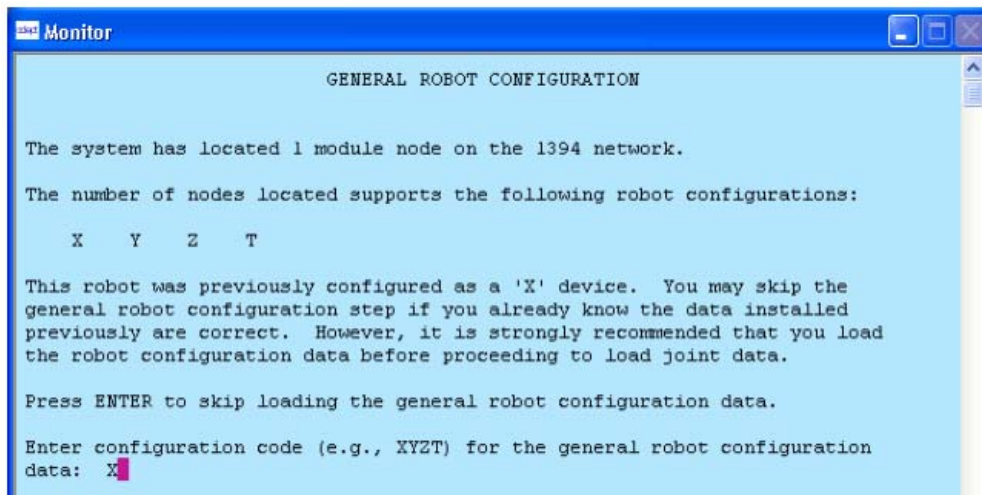 adept Monitor
GENERAL ROBOT CONFIGURATION
The system has located 1 module node on the 1394 network.
The number of nodes located supports the following robot configurations:
X Y Z T
This robot was previously configured as a 'X' device. You may skip the
general robot configuration step if you already know the data installed
previously are correct. However, it is strongly recommended that you load
the robot configuration data before proceeding to load joint data.
Press ENTER to skip loading the general robot configuration data.
Enter configuration code (e.g., XYZT) for the general robot configuration
data: X